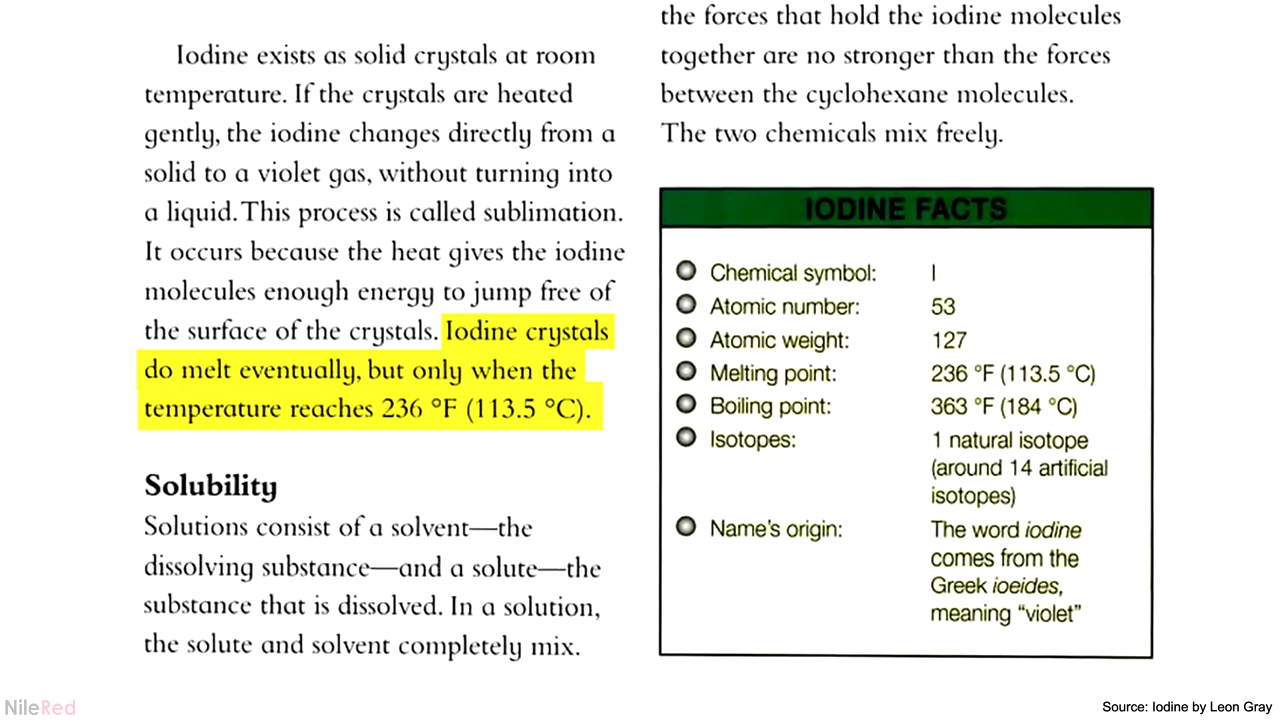 Iodine exists as solid crystals at room
temperature. If the crystals are heated
gently, the iodine changes directly from a
solid to a violet gas, without turning into
a liquid. This process is called sublimation.
It occurs because the heat gives the iodine
molecules enough energy to jump free of
the surface of the crystals. Iodine crystals
do melt eventually, but only when the
temperature reaches 236 °F (113.5 °C).
Solubility
Solutions consist of a solvent—the
dissolving substance—and a solute—the
substance that is dissolved. In a solution,
the solute and solvent completely mix.
the forces that hold the iodine molecules
together are no stronger than the forces
between the cyclohexane molecules.
The two chemicals mix freely.
IODINE FACTS
Chemical symbol: I
Atomic number: 53
Atomic weight: 127
Melting point: 236 °F (113.5 °C)
Boiling point: 363 °F (184 °C)
Isotopes: 1 natural isotope
(around 14 artificial
isotopes)
Name's origin: The word iodine
comes from the
Greek ioeides,
meaning “violet”
NileRed
Source: Iodine by Leon Gray